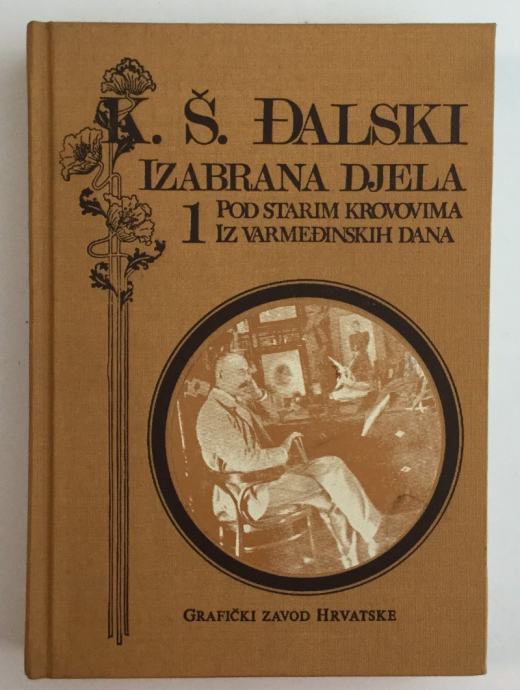 K. Š. ĐALSKI
IZABRANA DJELA
1 POD STARIM KROVOVIMA
IZ VARMEĐINSKIH DANA
GRAFIČKI ZAVOD HRVATSKE